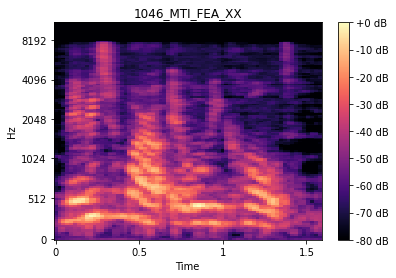 1046_MTI_FEA_XX
8192
4096
2048
1024
512
0
Hz
0
0.5
1
1.5
Time
+0 dB
-10 dB
-20 dB
-30 dB
-40 dB
-50 dB
-60 dB
-70 dB
-80 dB